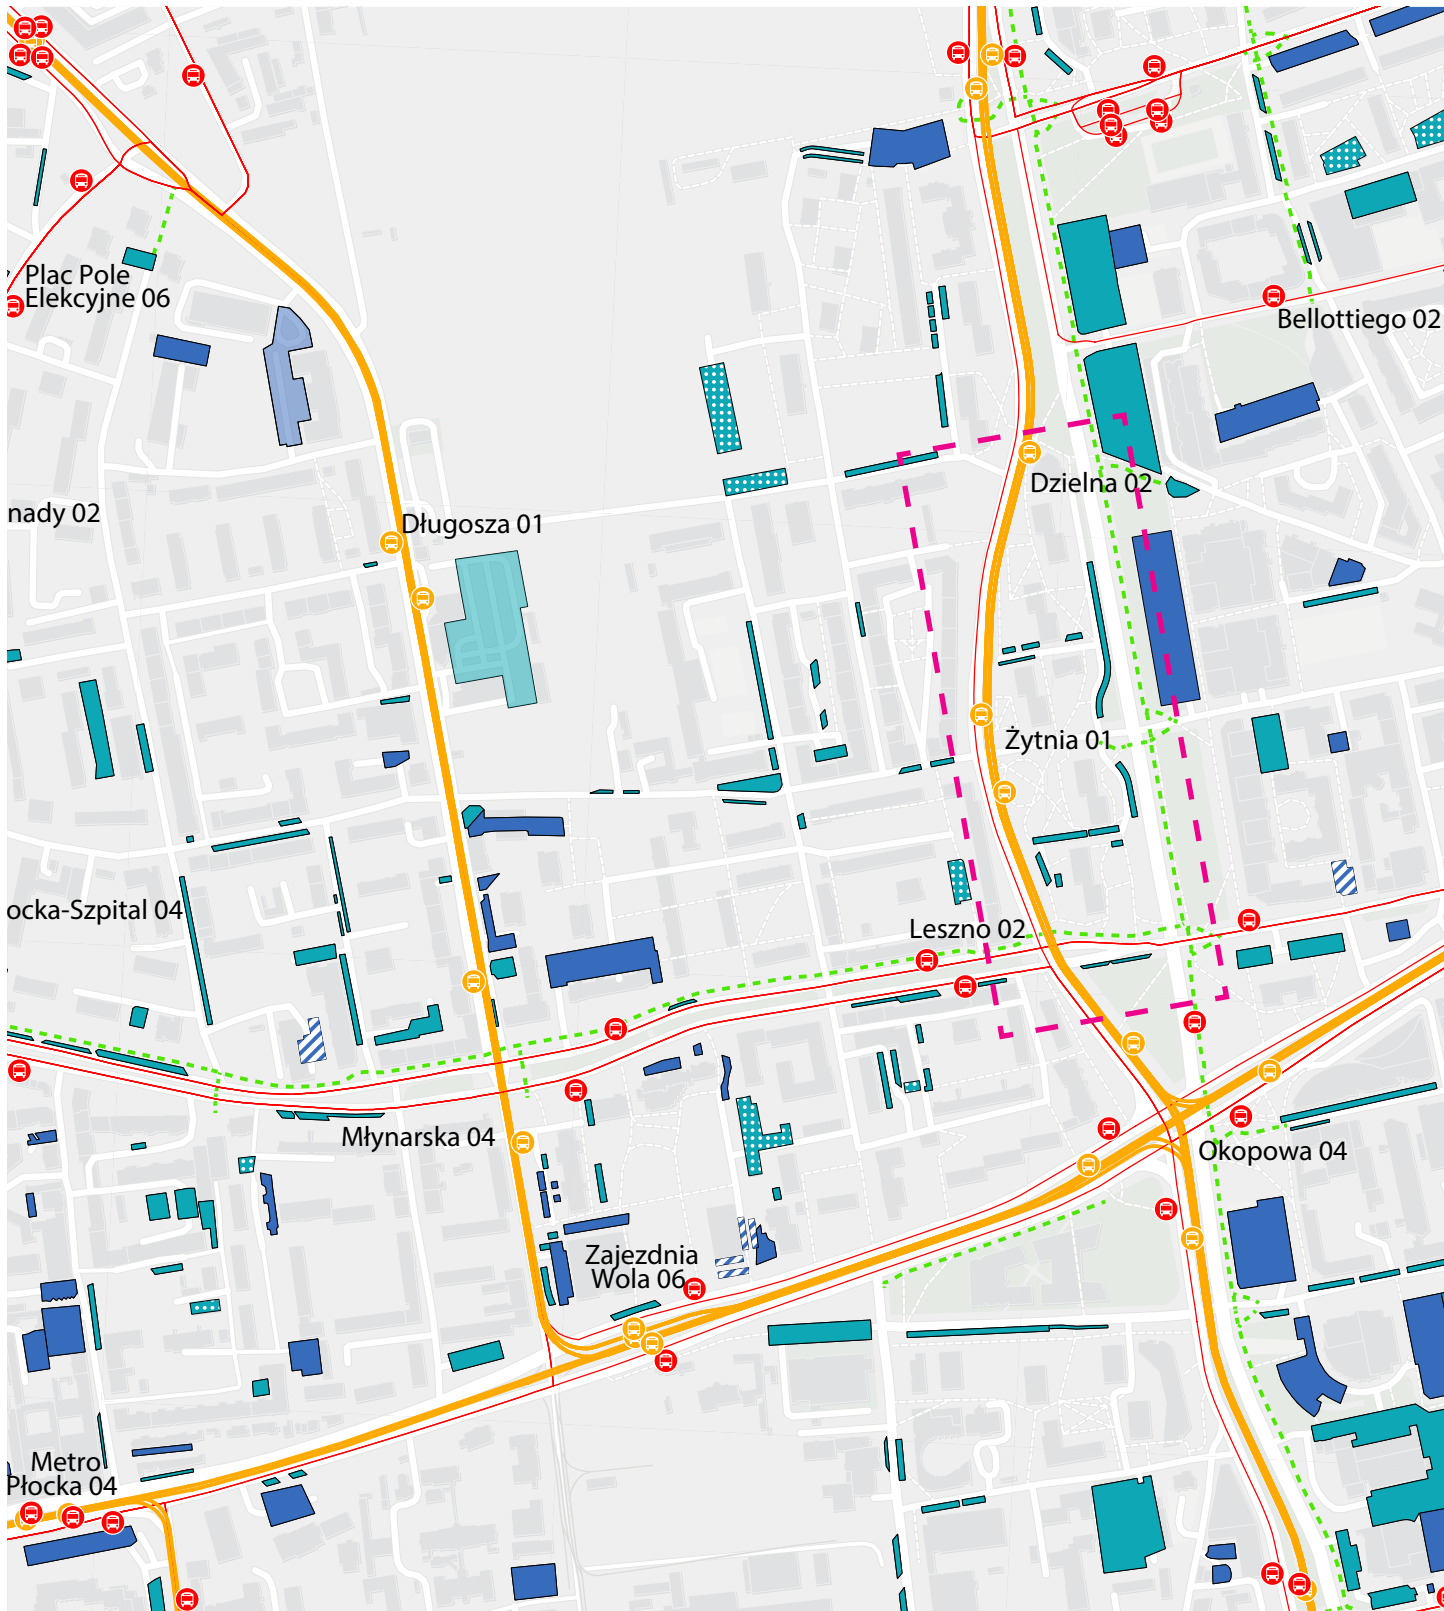 Plac Pole
Elekcyjne 06
Bellottiego 02
Dzielna 02
nady 02
Długosza 01
Żytnia 01
ocka-Szpital 04
Leszno 02
Młynarska 04
Okopowa 04
Zajezdnia
Wola 06
Metro
Płocka 04